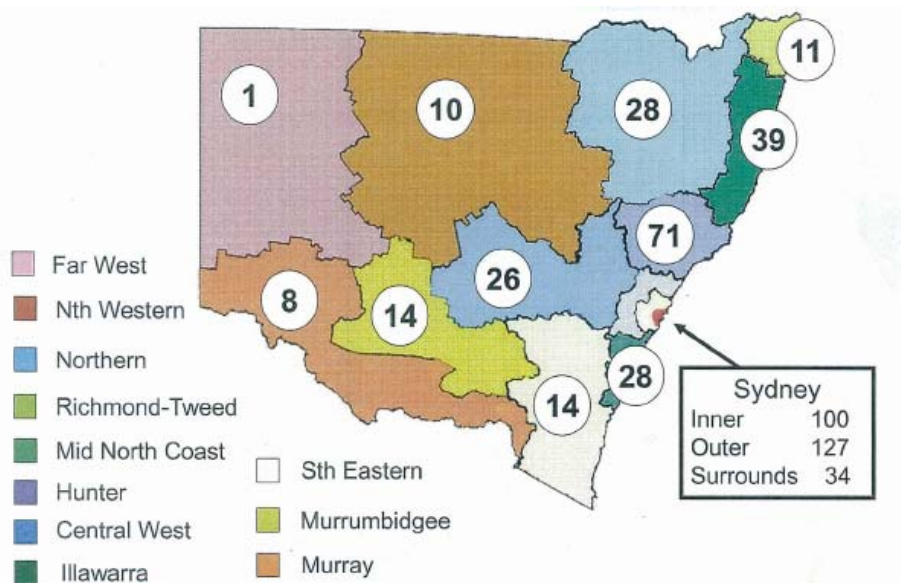 11
1
10
28
39
71
26
8
14
28
14
Sydney
Inner 100
Outer 127
Surrounds 34
Far West
Nth Western
Northern
Richmond-Tweed
Mid North Coast
Hunter
Central West
Illawarra
Sth Eastern
Murrumbidgee
Murray